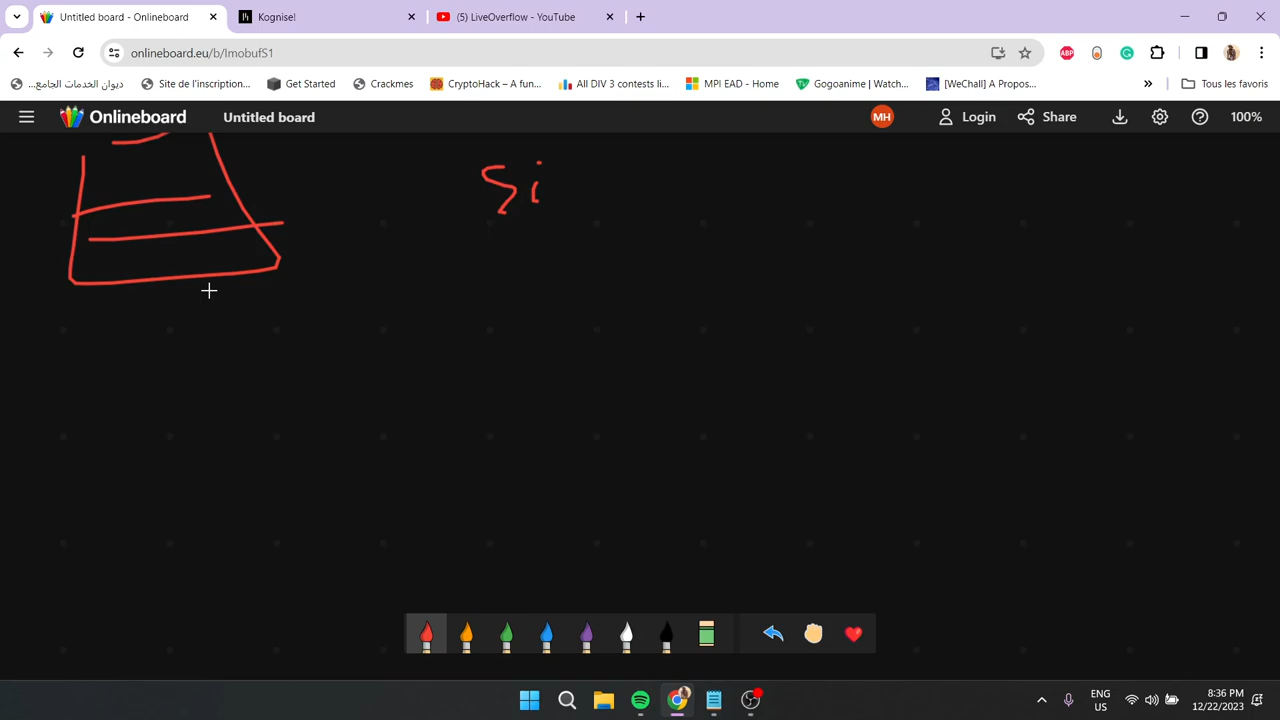 Untitled board - Onlineboard
Kognise!
(5) LiveOverflow - YouTube
onlineboard.eu/b/ImobufS1
ABP
ديوان الخدمات الجامع...
Site de l'inscription...
Get Started
Crackmes
CryptoHack – A fun...
All DIV 3 contests li...
MPI EAD - Home
Gogoanime | Watch...
[WeChall] A Propos...
»
Tous les favoris
Onlineboard
Untitled board
MH
Login
Share
100%
Si
ENG
US
8:36 PM
12/22/2023